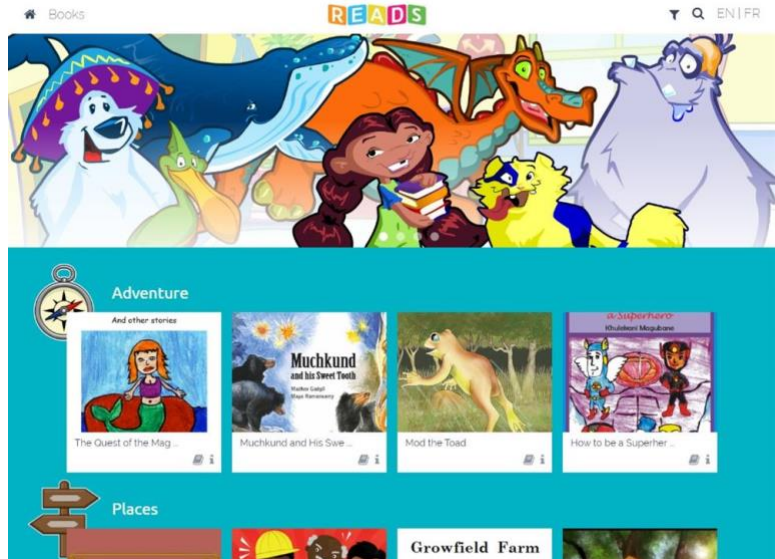 Books
READS
EN | FR
Adventure
And other stories
Muchkund
and his Sweet Tooth
a Superhero
Khulekani Magubane
The Quest of the Mag ...
Muchkund and His Swe ...
Mod the Toad
How to be a Superher ...
Places
Growfield Farm